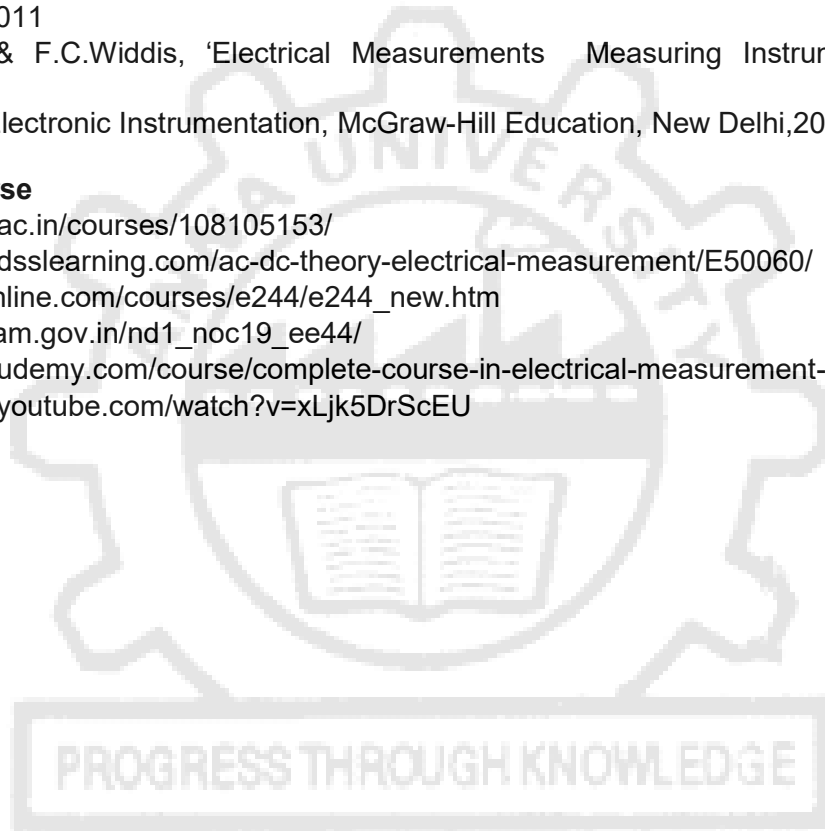 011
& F.C.Widdis, ‘Electrical Measurements Measuring Instrur
lectronic Instrumentation, McGraw-Hill Education, New Delhi,20
se
ac.in/courses/108105153/
dsslearning.com/ac-dc-theory-electrical-measurement/E50060/
nline.com/courses/e244/e244_new.htm
am.gov.in/nd1_noc19_ee44/
udemy.com/course/complete-course-in-electrical-measurement-
youtube.com/watch?v=xLjk5DrScEU
UNIVERSITY
PROGRESS THROUGH KNOWLEDGE